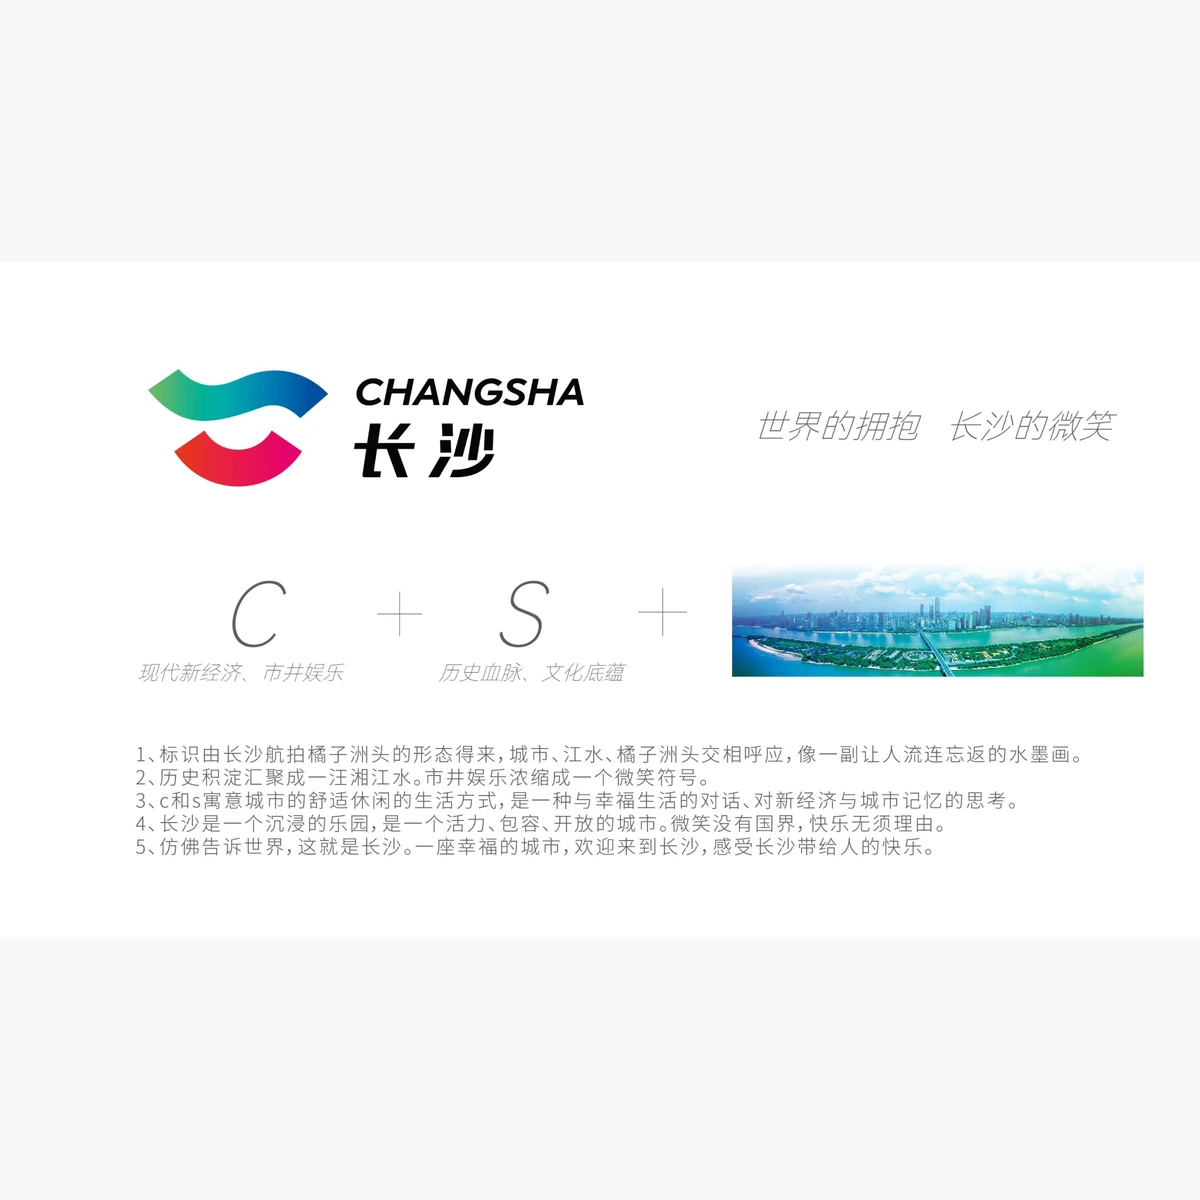 CHANGSHA
长沙
世界的拥抱 长沙的微笑
C + S +
现代新经济、市井娱乐
历史血脉、文化底蕴
1、标识由长沙航拍橘子洲头的形态得来，城市、江水、橘子洲头交相呼应，像一副让人流连忘返的水墨画。
2、历史积淀汇聚成一汪湘江水。市井娱乐浓缩成一个微笑符号。
3、c和s寓意城市的舒适休闲的生活方式，是一种与幸福生活的对话、对新经济与城市记忆的思考。
4、长沙是一个沉浸的乐园，是一个活力、包容、开放的城市。微笑没有国界，快乐无须理由。
5、仿佛告诉世界，这就是长沙。一座幸福的城市，欢迎来到长沙，感受长沙带给人的快乐。